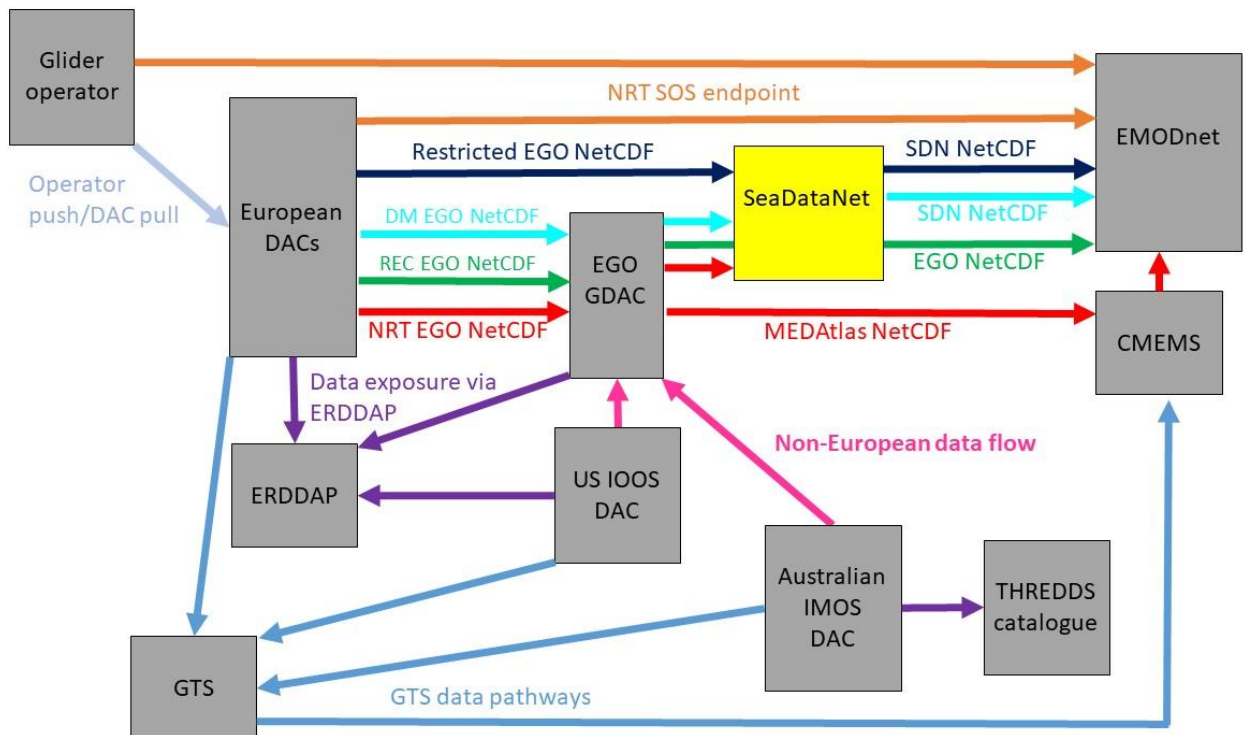 Glider
operator
NRT SOS endpoint
EMODnet
Operator
push/DAC pull
European
DACs
Restricted EGO NetCDF
SeaDataNet
SDN NetCDF
SDN NetCDF
DM EGO NetCDF
REC EGO NetCDF
EGO
GDAC
EGO NetCDF
NRT EGO NetCDF
MEDAtlas NetCDF
CMEMS
Data exposure via
ERDDAP
Non-European data flow
ERDDAP
US IOOS
DAC
Australian
IMOS
DAC
THREDDS
catalogue
GTS
GTS data pathways